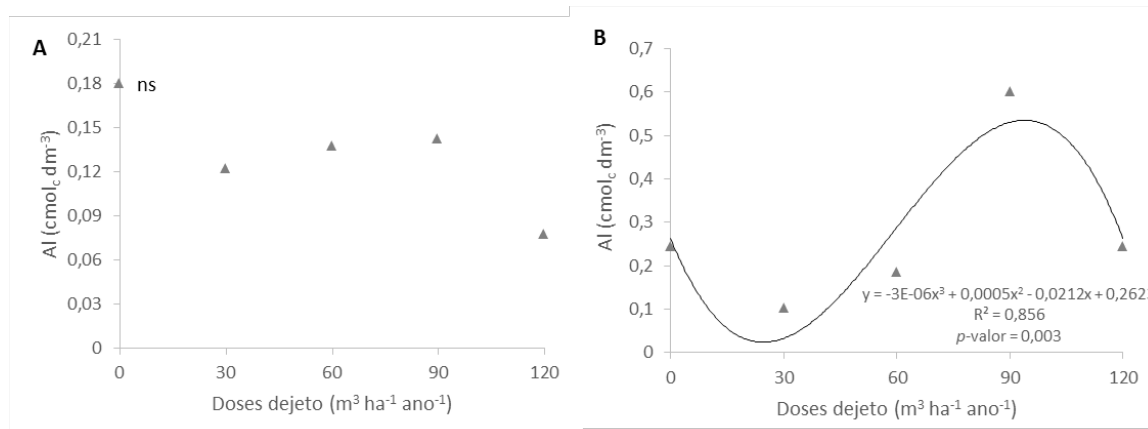 A
0,21
0,18
0,15
0,12
0,09
0,06
0,03
0
ns
Al (cmol_c dm⁻³)
0 30 60 90 120
Doses dejeto (m³ ha⁻¹ ano⁻¹)
B
0,7
0,6
0,5
0,4
0,3
0,2
0,1
0
Al (cmol_c dm⁻³)
y = -3E-06x³ + 0,0005x² - 0,0212x + 0,262
R² = 0,856
p-valor = 0,003
0 30 60 90 120
Doses dejeto (m³ ha⁻¹ ano⁻¹)